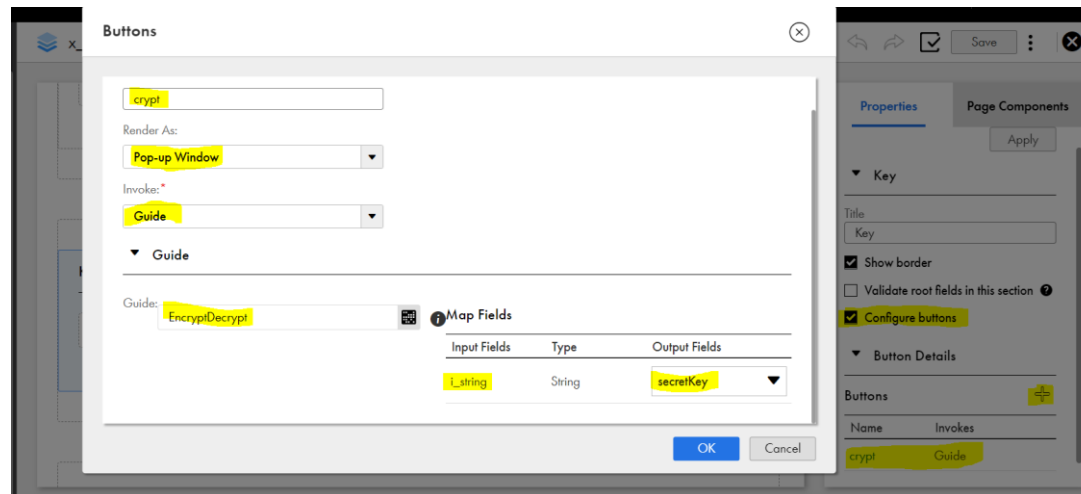 x_
Save
Buttons
crypt
Render As:
Pop-up Window
Invoke:*
Guide
Guide
Guide:
EncryptDecrypt
Map Fields
Input Fields Type Output Fields
i_string String secretKey
OK Cancel
Properties Page Components
Apply
Key
Title
Key
Show border
Validate root fields in this section
Configure buttons
Button Details
Buttons
Name Invokes
crypt Guide